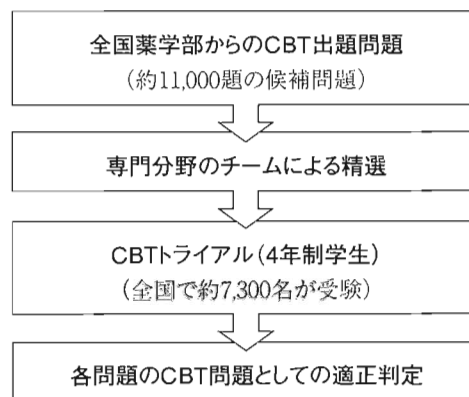 全国薬学部からのCBT出題問題
(約11,000題の候補問題)
専門分野のチームによる精選
CBTトライアル(4年制学生)
(全国で約7,300名が受験)
各問題のCBT問題としての適正判定